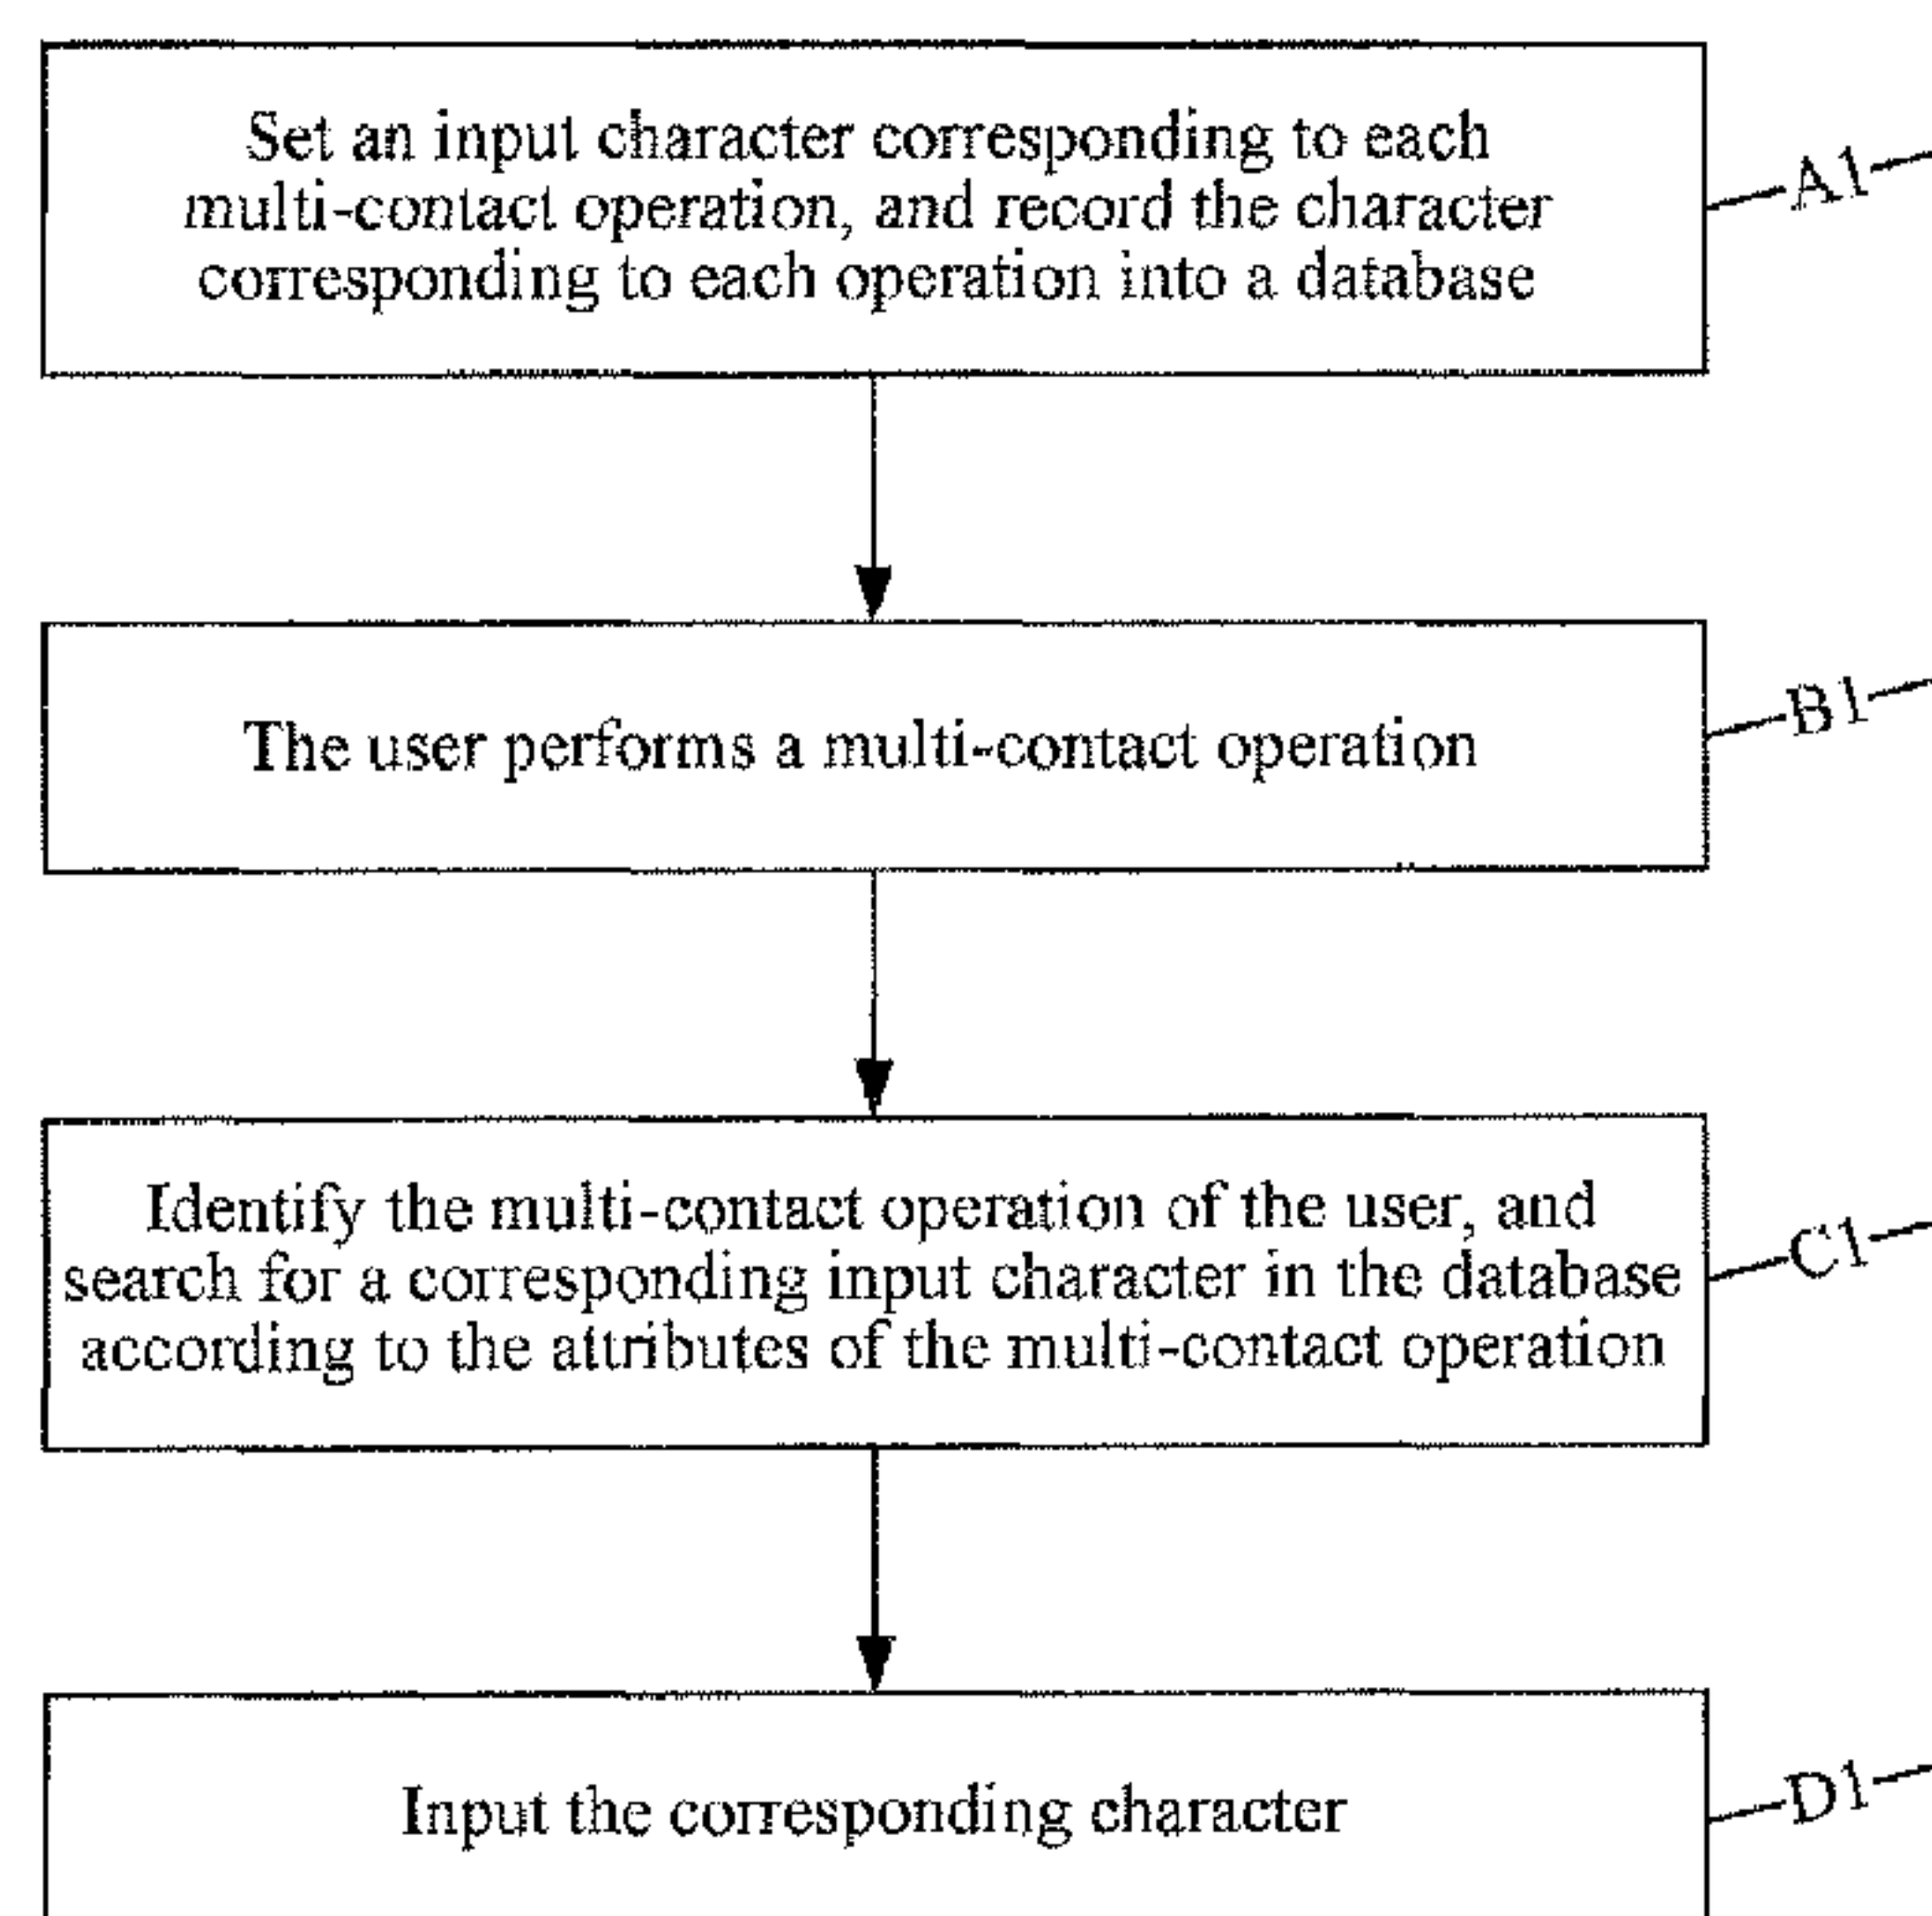 Set an input character corresponding to each
multi-contact operation, and record the character
corresponding to each operation into a database
A1
The user performs a multi-contact operation
B1
Identify the multi-contact operation of the user, and
search for a corresponding input character in the database
according to the attributes of the multi-contact operation
C1
Input the corresponding character
D1